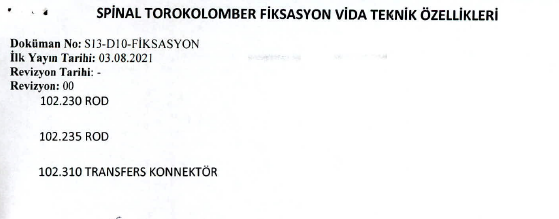 SPİNAL TOROKOLOMBER FİKSASYON VİDA TEKNİK ÖZELLİKLERİ
Doküman No: S13-D10-FİKSASYON
İlk Yayın Tarihi: 03.08.2021
Revizyon Tarihi: -
Revizyon: 00
102.230 ROD
102.235 ROD
102.310 TRANSFERS KONNEKTÖR